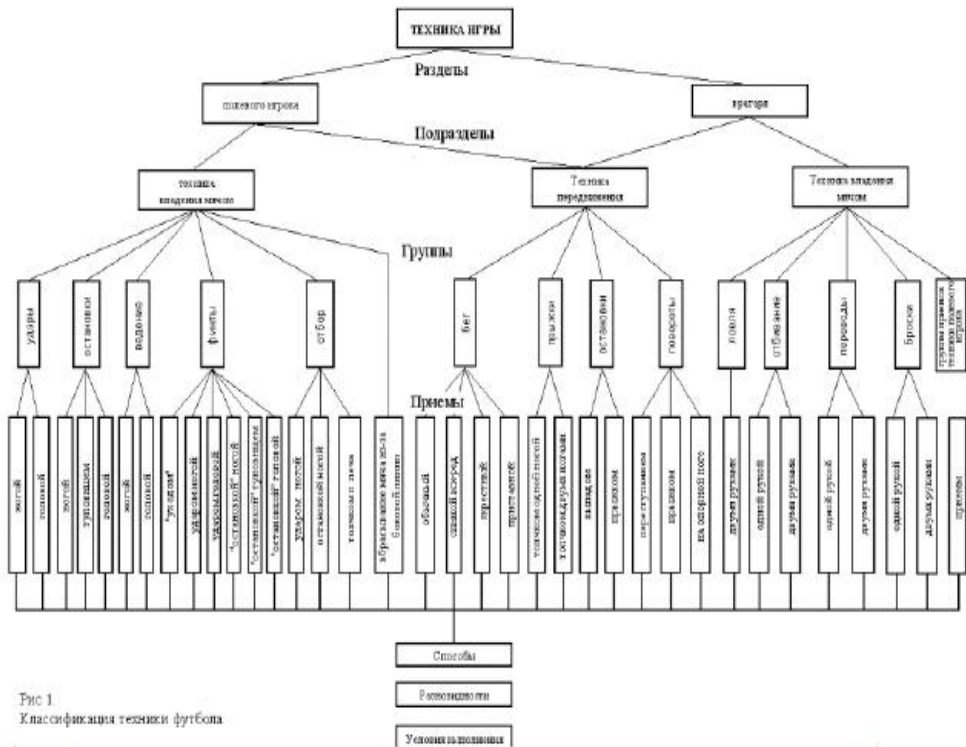 ТЕХНИКА ИГРЫ
Разделы
полевого игрока
вратаря
Подразделы
техника
владения мячом
Техника
передвижения
Техника владения
мячом
Группы
удары
остановки
ведение
финты
отбор
бег
прыжки
остановки
повороты
ловля
отбивание
переводы
броски
техники полевого
игрока
Приемы
ногой
головой
ногой
туловищем
головой
ногой
головой
"уходом"
ударом ногой
ударом головой
"остановкой" ногой
"остановкой" туловищем
"остановкой" головой
ударом ногой
остановкой ногой
толчком плеча
вбрасывание мяча из-за
боковой линии
обычный
спиной вперед
скрестный
приставной
толчком одной ногой
толчком двумя ногами
выпадом
прыжком
переступанием
прыжком
на опорной ноге
двумя руками
одной рукой
двумя руками
одной рукой
двумя руками
одной рукой
двумя руками
приемы
Способы
Разновидности
Условия выполнения
Рис 1.
Классификация техники футбола